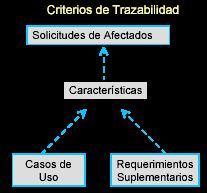 Criterios de Trazabilidad
Solicitudes de Afectados
Características
Casos de
Uso
Requerimientos
Suplementarios